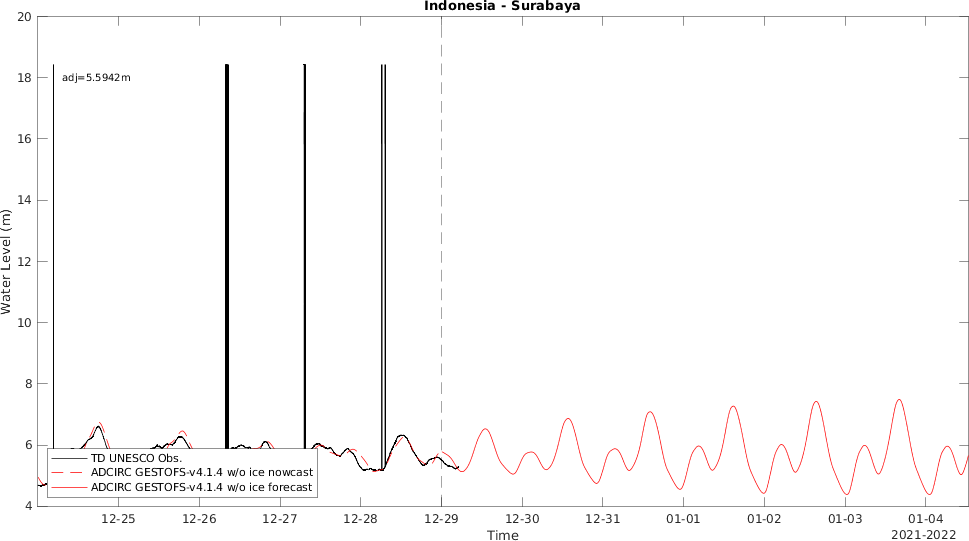 Indonesia - Surabaya
20
18
16
14
12
10
8
6
4
Water Level (m)
adj=5.5942m
TD UNESCO Obs.
ADCIRC GESTOFS-v4.1.4 w/o ice nowcast
ADCIRC GESTOFS-v4.1.4 w/o ice forecast
12-25 12-26 12-27 12-28 12-29 12-30 12-31 01-01 01-02 01-03 01-04
Time
2021-2022